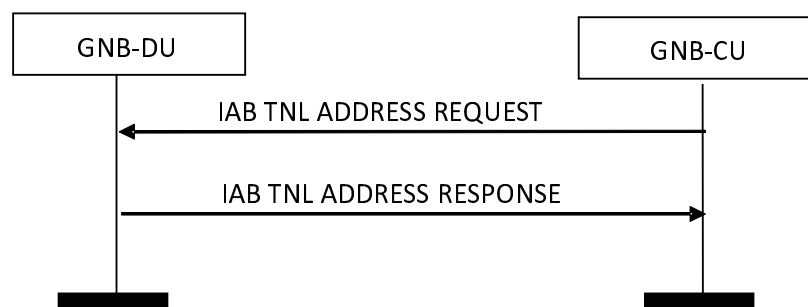 GNB-DU
GNB-CU
IAB TNL ADDRESS REQUEST
IAB TNL ADDRESS RESPONSE